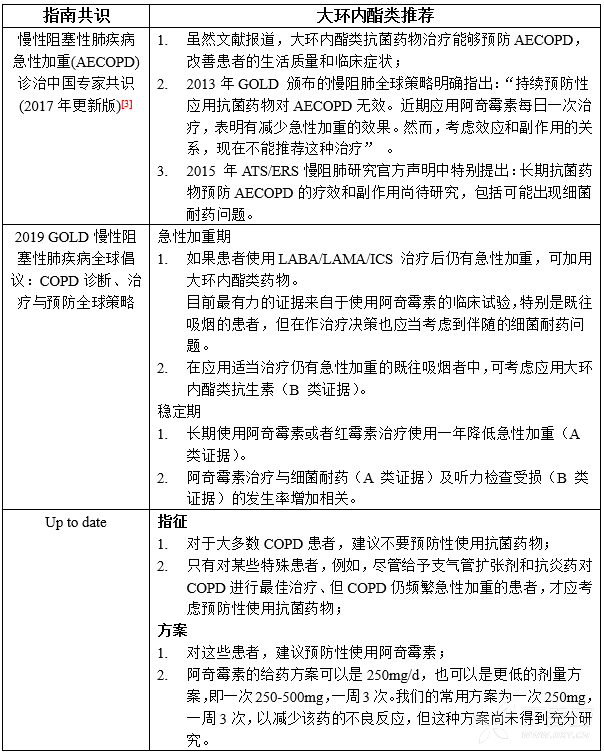 指南共识
大环内酯类推荐
慢性阻塞性肺疾病
急性加重(AECOPD)
诊治中国专家共识
(2017 年更新版)[3]
1. 虽然文献报道，大环内酯类抗菌药物治疗能够预防AECOPD，
改善患者的生活质量和临床症状；
2. 2013 年 GOLD 颁布的慢阻肺全球策略明确指出：“持续预防性
应用抗菌药物对AECOPD 无效。近期应用阿奇霉素每日一次治
疗，表明有减少急性加重的效果。然而，考虑效应和副作用的关
系，现在不能推荐这种治疗” 。
3. 2015 年 ATS/ERS 慢阻肺研究官方声明中特别提出：长期抗菌药
物预防AECOPD 的疗效和副作用尚待研究，包括可能出现细菌
耐药问题。
2019 GOLD 慢性阻
塞性肺疾病全球倡
议：COPD 诊断、治
疗与预防全球策略
急性加重期
1. 如果患者使用LABA/LAMA/ICS 治疗后仍有急性加重，可加用
大环内酯类药物。
目前最有力的证据来自于使用阿奇霉素的临床试验，特别是既往
吸烟的患者，但在作治疗决策也应当考虑到伴随的细菌耐药问
题。
2. 在应用适当治疗仍有急性加重的既往吸烟者中，可考虑应用大环
内酯类抗生素（B 类证据）。
稳定期
1. 长期使用阿奇霉素或者红霉素治疗使用一年降低急性加重（A
类证据）。
2. 阿奇霉素治疗与细菌耐药（A 类证据）及听力检查受损（B 类
证据）的发生率增加相关。
Up to date
指征
1. 对于大多数 COPD 患者，建议不要预防性使用抗菌药物；
2. 只有对某些特殊患者，例如，尽管给予支气管扩张剂和抗炎药对
COPD 进行最佳治疗、但COPD 仍频繁急性加重的患者，才应考
虑预防性使用抗菌药物；
方案
1. 对这些患者，建议预防性使用阿奇霉素；
2. 阿奇霉素的给药方案可以是 250mg/d，也可以是更低的剂量方
案，即一次 250-500mg，一周 3 次。我们的常用方案为一次 250mg，
一周 3 次，以减少该药的不良反应，但这种方案尚未得到充分研
究。